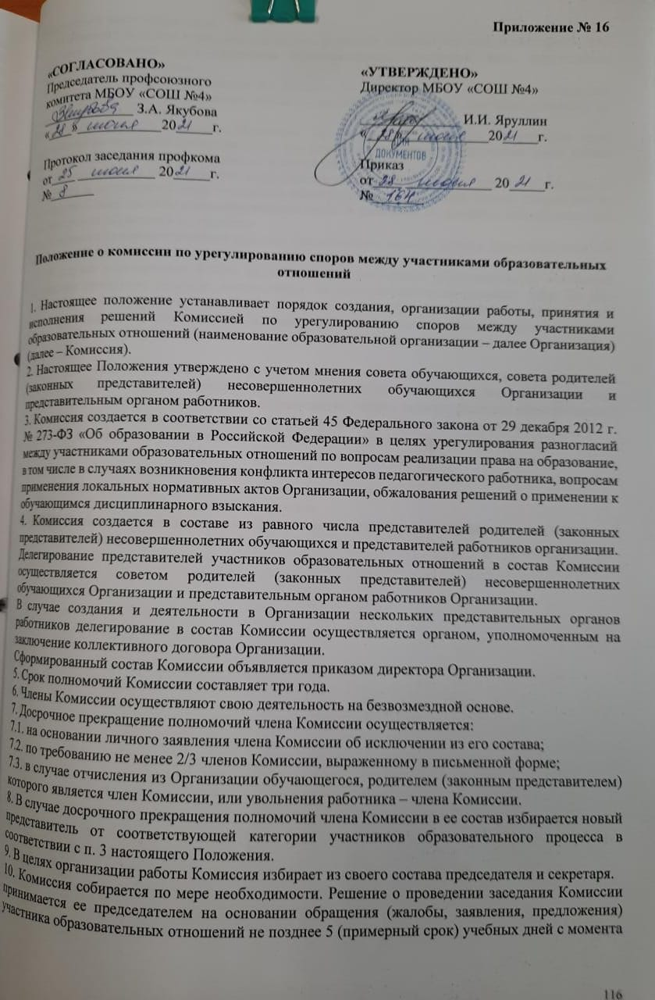 Приложение № 16
«СОГЛАСОВАНО»
Председатель профсоюзного
комитета МБОУ «СОШ №4»
З.А. Якубова
«28» июня 2021г.
Протокол заседания профкома
от 25 июня 2021г.
№ 8
«УТВЕРЖДЕНО»
Директор МБОУ «СОШ №4»
И.И. Яруллин
«28» июня 2021г.
ДЛЯ ДОКУМЕНТОВ
Приказ
от 28 июня 2021г.
№ 164
Положение о комиссии по урегулированию споров между участниками образовательных
отношений
1. Настоящее положение устанавливает порядок создания, организации работы, принятия и
исполнения решений Комиссией по урегулированию споров между участниками
образовательных отношений (наименование образовательной организации – далее Организация)
(далее – Комиссия).
2. Настоящее Положения утверждено с учетом мнения совета обучающихся, совета родителей
(законных представителей) несовершеннолетних обучающихся Организации и
представительным органом работников.
3. Комиссия создается в соответствии со статьей 45 Федерального закона от 29 декабря 2012 г.
№ 273-ФЗ «Об образовании в Российской Федерации» в целях урегулирования разногласий
между участниками образовательных отношений по вопросам реализации права на образование,
в том числе в случаях возникновения конфликта интересов педагогического работника, вопросам
применения локальных нормативных актов Организации, обжалования решений о применении к
обучающимся дисциплинарного взыскания.
4. Комиссия создается в составе из равного числа представителей родителей (законных
представителей) несовершеннолетних обучающихся и представителей работников организации.
Делегирование представителей участников образовательных отношений в состав Комиссии
осуществляется советом родителей (законных представителей) несовершеннолетних
обучающихся Организации и представительным органом работников Организации.
В случае создания и деятельности в Организации нескольких представительных органов
работников делегирование в состав Комиссии осуществляется органом, уполномоченным на
заключение коллективного договора Организации.
Сформированный состав Комиссии объявляется приказом директора Организации.
5. Срок полномочий Комиссии составляет три года.
6. Члены Комиссии осуществляют свою деятельность на безвозмездной основе.
7. Досрочное прекращение полномочий члена Комиссии осуществляется:
7.1. на основании личного заявления члена Комиссии об исключении из его состава;
7.2. по требованию не менее 2/3 членов Комиссии, выраженному в письменной форме;
7.3. в случае отчисления из Организации обучающегося, родителем (законным представителем)
которого является член Комиссии, или увольнения работника – члена Комиссии.
8. В случае досрочного прекращения полномочий члена Комиссии в ее состав избирается новый
представитель от соответствующей категории участников образовательного процесса в
соответствии с п. 3 настоящего Положения.
9. В целях организации работы Комиссия избирает из своего состава председателя и секретаря.
10. Комиссия собирается по мере необходимости. Решение о проведении заседания Комиссии
принимается ее председателем на основании обращения (жалобы, заявления, предложения)
участника образовательных отношений не позднее 5 (примерный срок) учебных дней с момента
116